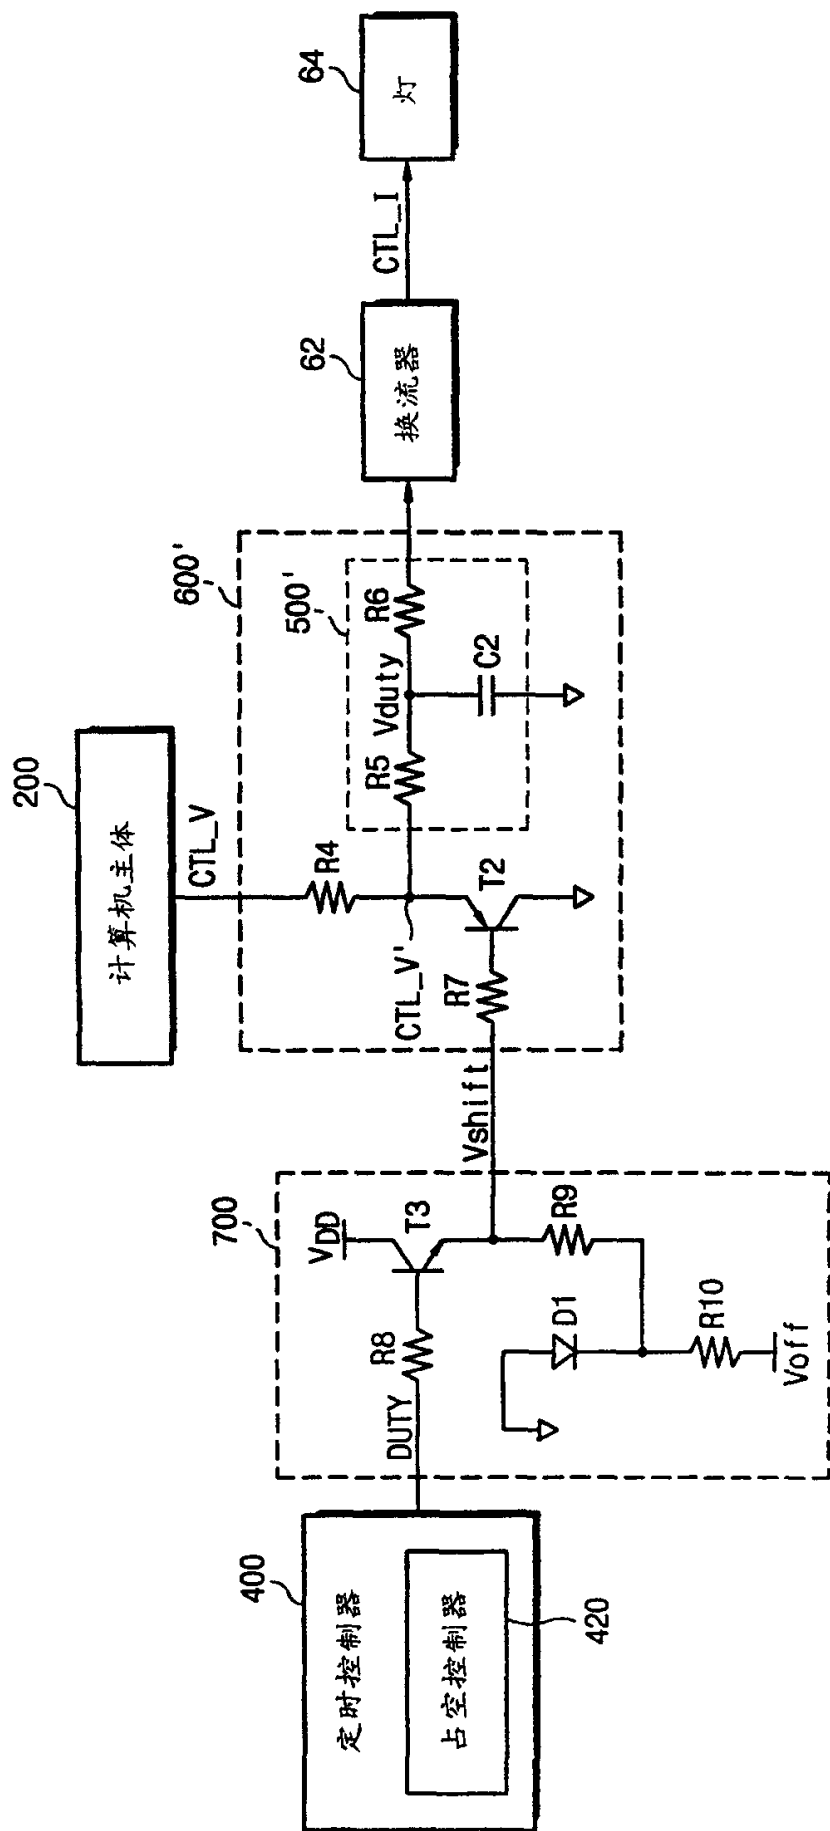 200
计算机主体
CTL_V
600'
500'
R4
R5
Vduty
R6
C2
CTL_V'
T2
R7
62
换流器
CTL_I
64
灯
400
定时控制器
占空控制器
420
DUTY
700
R8
VDD
T3
Vshift
R9
D1
R10
Voff